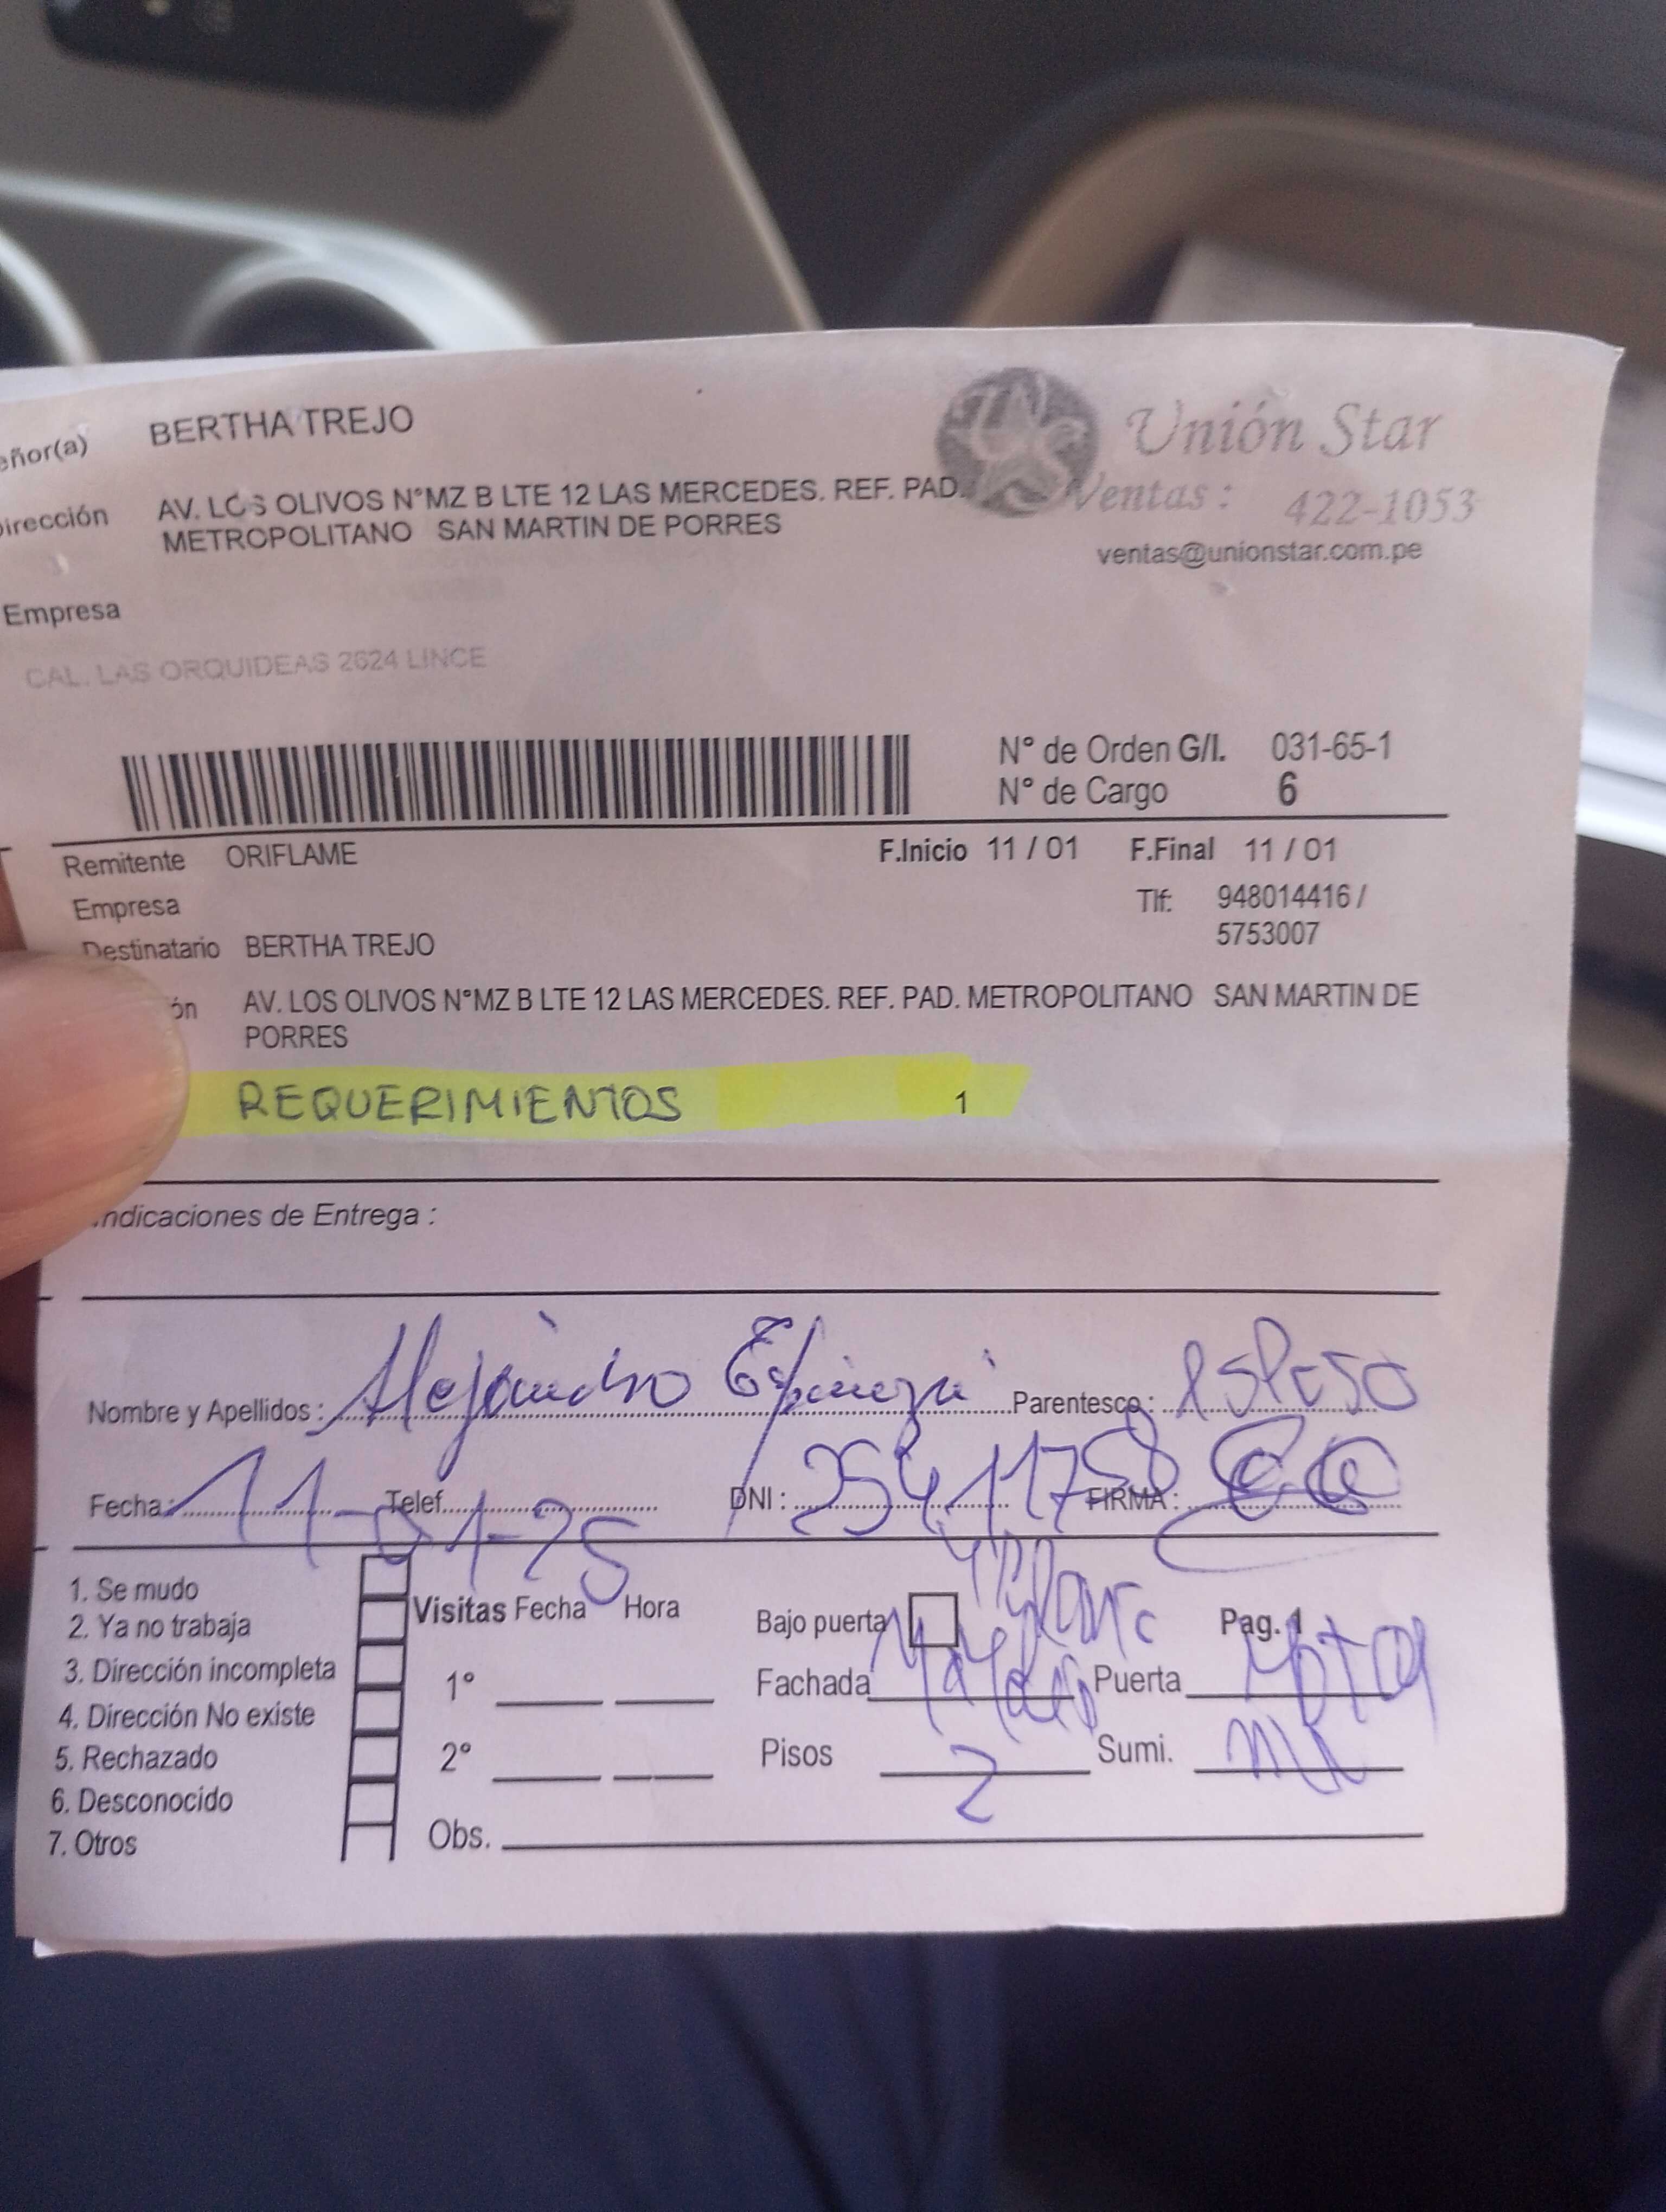 eñor(a) BERTHA TREJO
Unión Star
Dirección AV. LOS OLIVOS N°MZ B LTE 12 LAS MERCEDES. REF. PAD.
METROPOLITANO SAN MARTIN DE PORRES
Ventas : 422-1053
ventas@unionstar.com.pe
Empresa
CAL. LAS ORQUIDEAS 2624 LINCE
N° de Orden G/I. 031-65-1
N° de Cargo 6
Remitente ORIFLAME F.Inicio 11 / 01 F.Final 11 / 01
Empresa Tlf: 948014416 /
5753007
Destinatario BERTHA TREJO
ón AV. LOS OLIVOS N°MZ B LTE 12 LAS MERCEDES. REF. PAD. METROPOLITANO SAN MARTIN DE
PORRES
REQUERIMIENTOS 1
Indicaciones de Entrega :
Nombre y Apellidos : Alejandro Espinoza Parentesco : esposo
Fecha : 11-01-25 Telef. DNI : 25411758 FIRMA :
1. Se mudo
2. Ya no trabaja
3. Dirección incompleta
4. Dirección No existe
5. Rechazado
6. Desconocido
7. Otros
Visitas Fecha Hora
1°
2°
Obs.
Bajo puerta Pag. 1
Fachada Puerta
Pisos 2 Sumi.